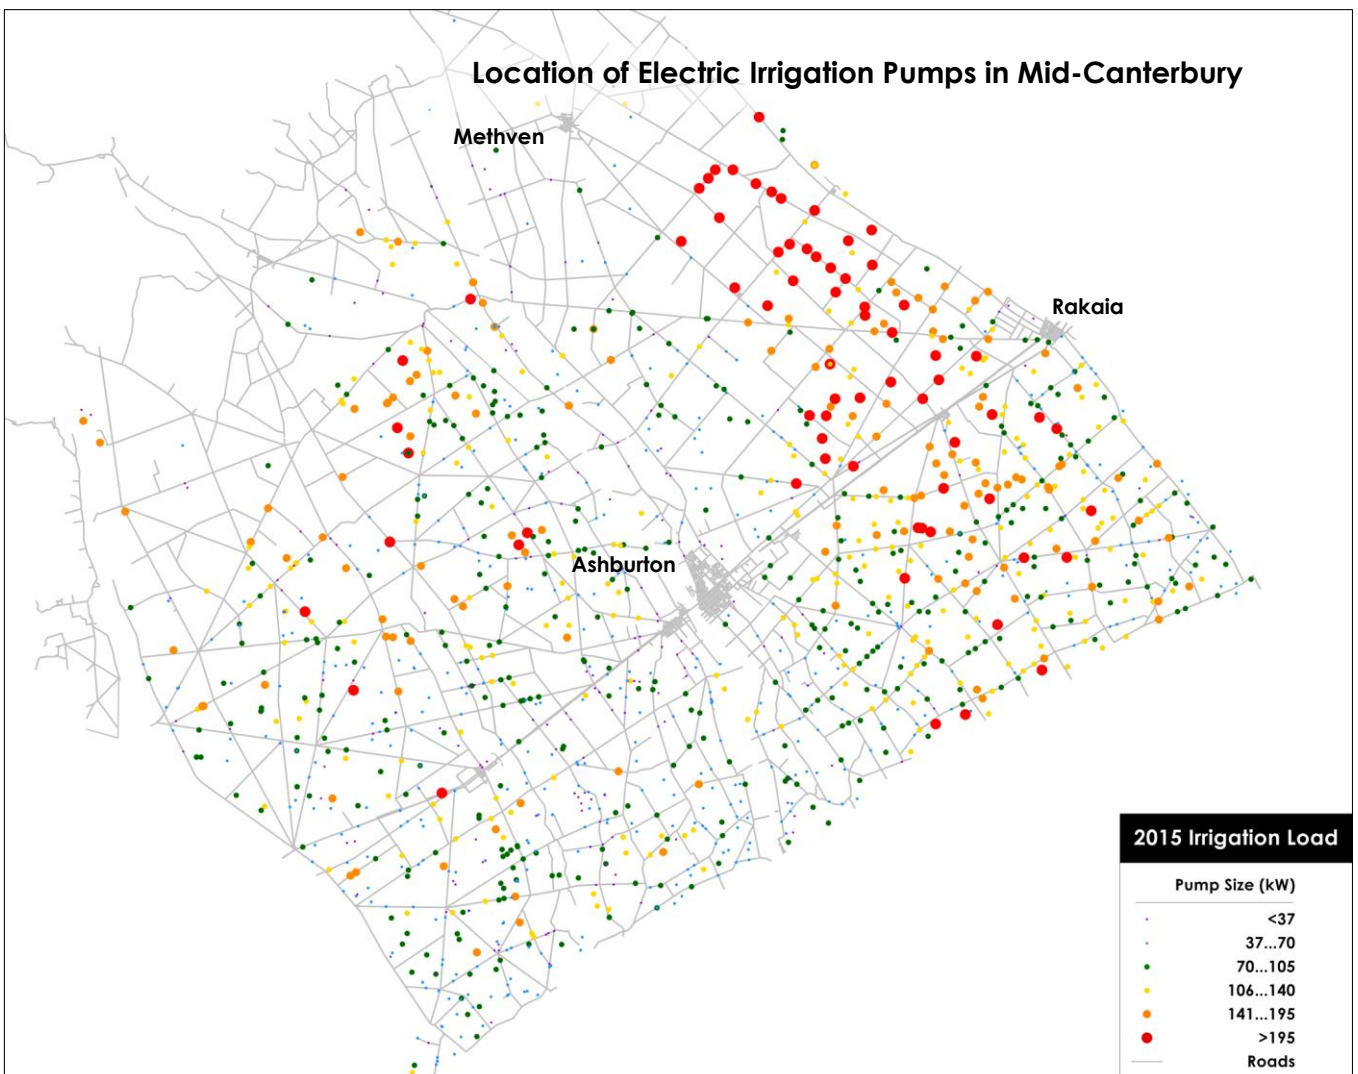 Location of Electric Irrigation Pumps in Mid-Canterbury
Methven
Rakaia
Ashburton
2015 Irrigation Load
Pump Size (kW)
<37
37...70
70...105
106...140
141...195
>195
Roads